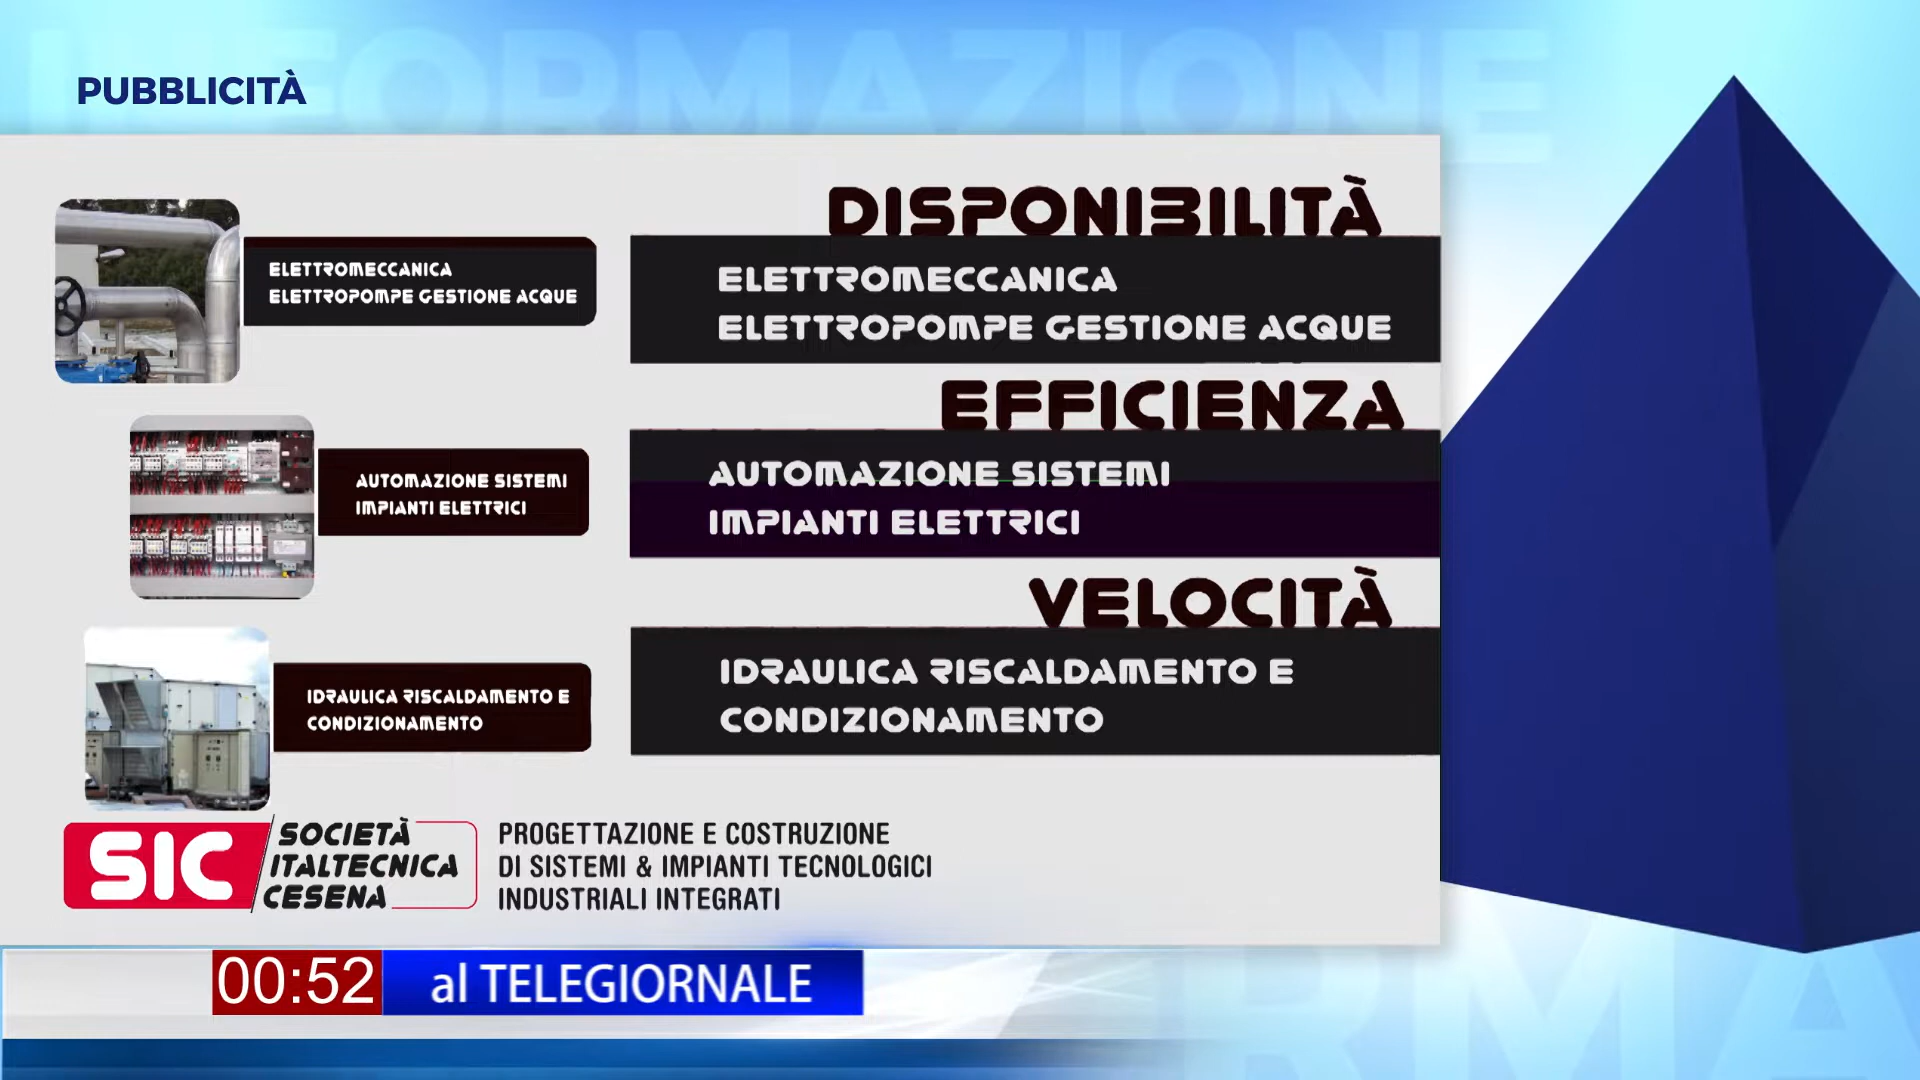 INFORMAZIONE
PUBBLICITÀ
ELETTROMECCANICA
ELETTROPOMPE GESTIONE ACQUE
AUTOMAZIONE SISTEMI
IMPIANTI ELETTRICI
IDRAULICA RISCALDAMENTO E
CONDIZIONAMENTO
DISPONIBILITÀ
ELETTROMECCANICA
ELETTROPOMPE GESTIONE ACQUE
EFFICIENZA
AUTOMAZIONE SISTEMI
IMPIANTI ELETTRICI
VELOCITÀ
IDRAULICA RISCALDAMENTO E
CONDIZIONAMENTO
SIC
SOCIETÀ
ITALTECNICA
CESENA
PROGETTAZIONE E COSTRUZIONE
DI SISTEMI & IMPIANTI TECNOLOGICI
INDUSTRIALI INTEGRATI
00:52 al TELEGIORNALE
RMA